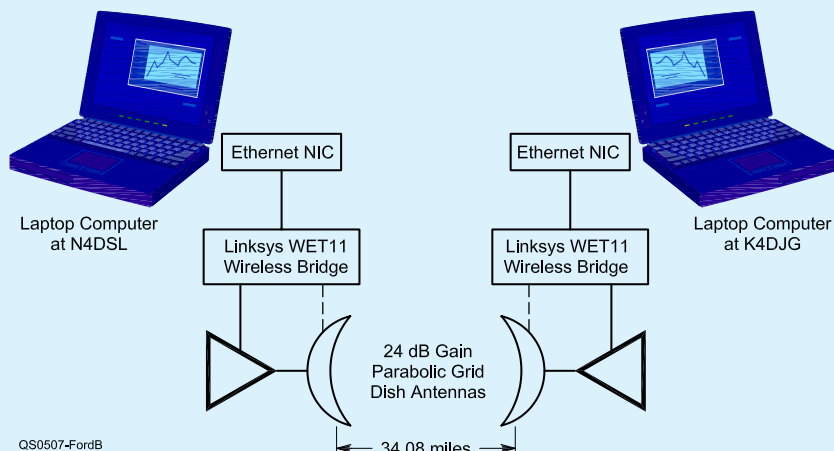 Ethernet NIC
Ethernet NIC
Laptop Computer
at N4DSL
Laptop Computer
at K4DJG
Linksys WET11
Wireless Bridge
Linksys WET11
Wireless Bridge
24 dB Gain
Parabolic Grid
Dish Antennas
34.08 miles
QS0507-FordB